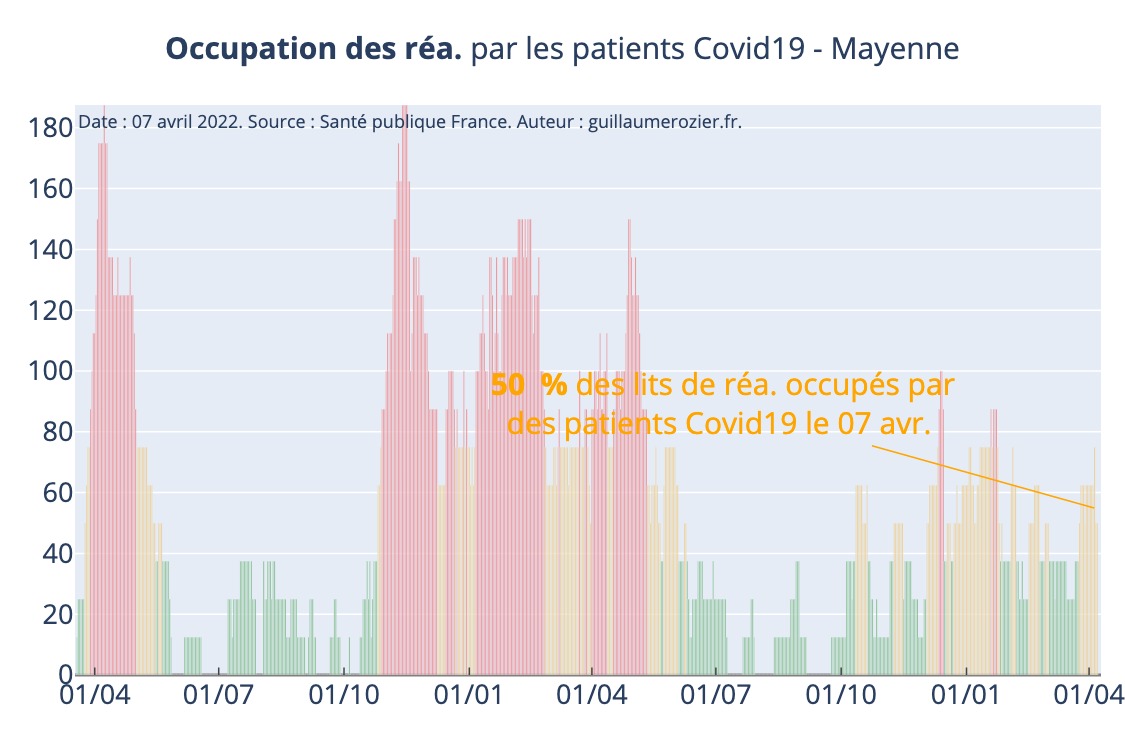 Occupation des réa. par les patients Covid19 - Mayenne
Date : 07 avril 2022. Source : Santé publique France. Auteur : guillaumerozier.fr.
180
160
140
120
100
80
60
40
20
0
50 % des lits de réa. occupés par
des patients Covid19 le 07 avr.
01/04 01/07 01/10 01/01 01/04 01/07 01/10 01/01 01/04